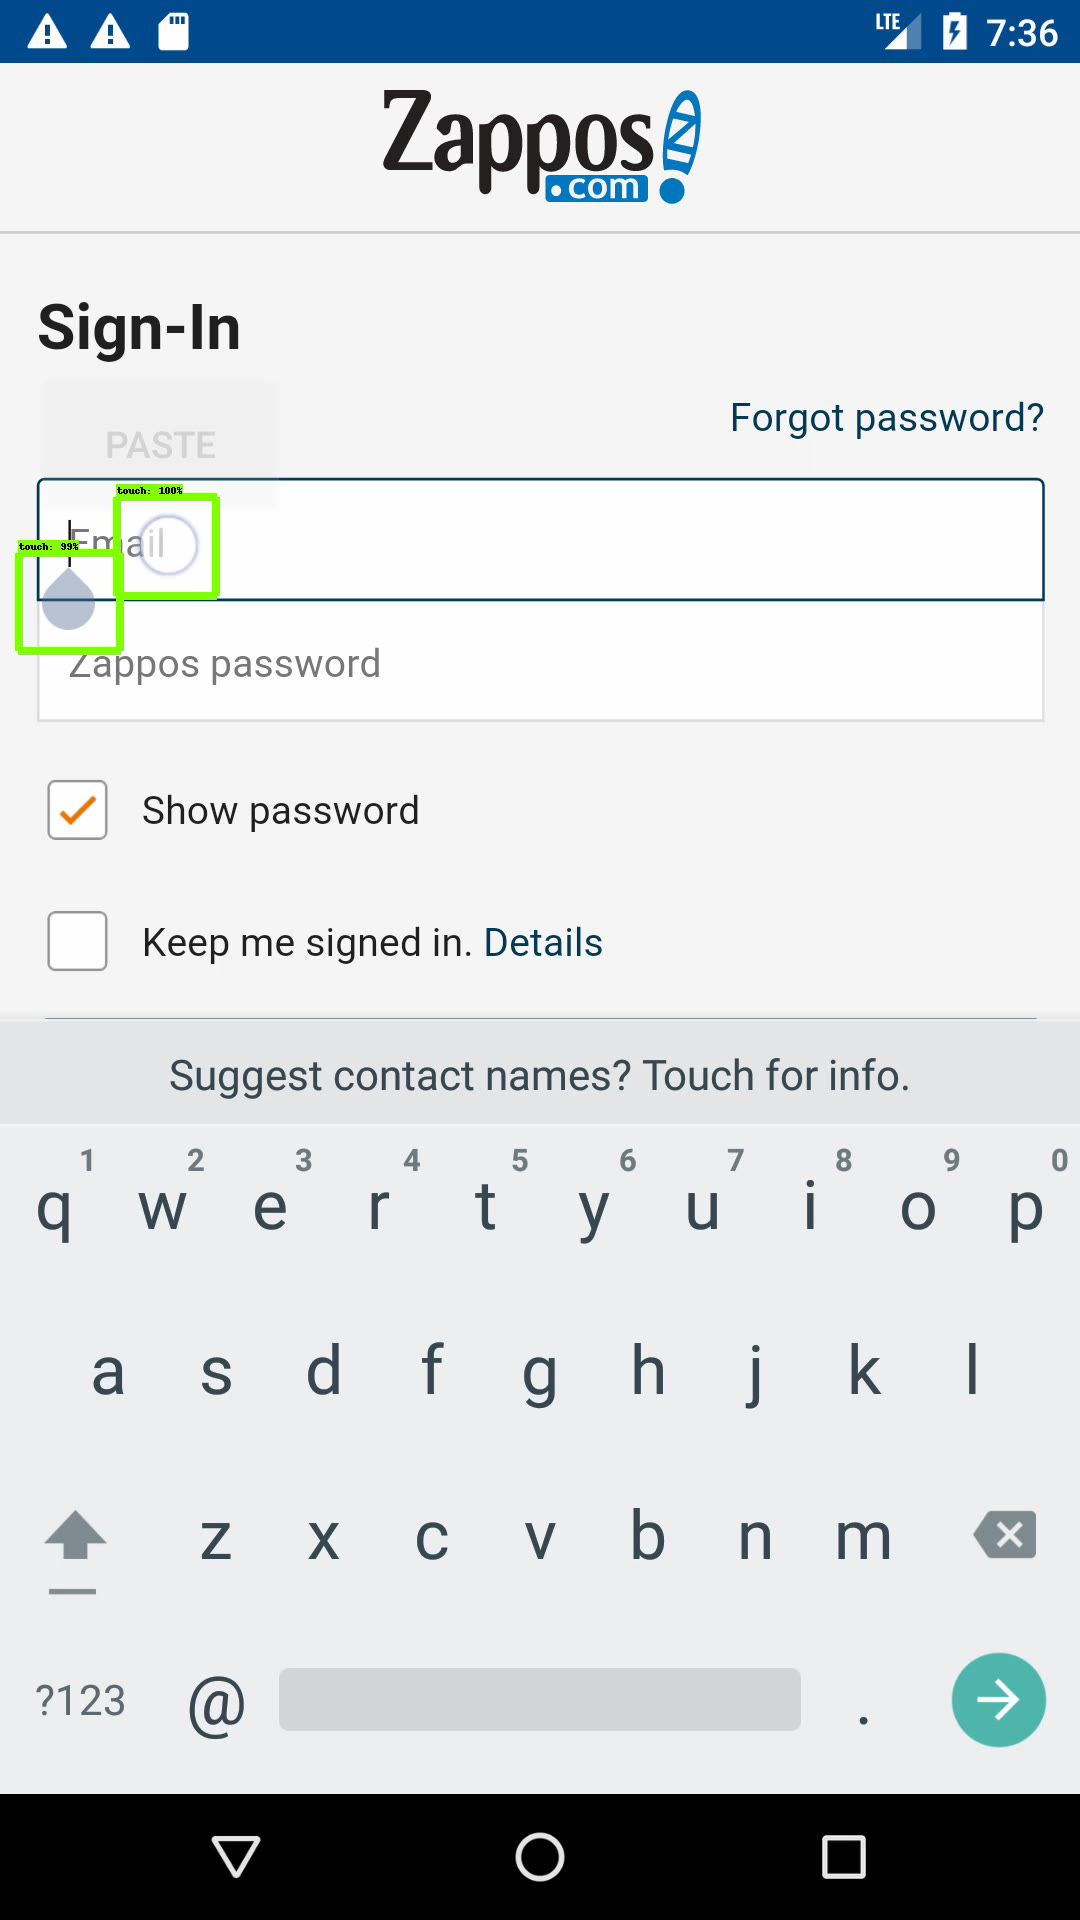 LTE 7:36
Zappos
.com
Sign-In
Forgot password?
PASTE
touch: 100%
Email
touch: 99%
Zappos password
Show password
Keep me signed in. Details
Suggest contact names? Touch for info.
1 2 3 4 5 6 7 8 9 0
q w e r t y u i o p
a s d f g h j k l
z x c v b n m
?123 @ .